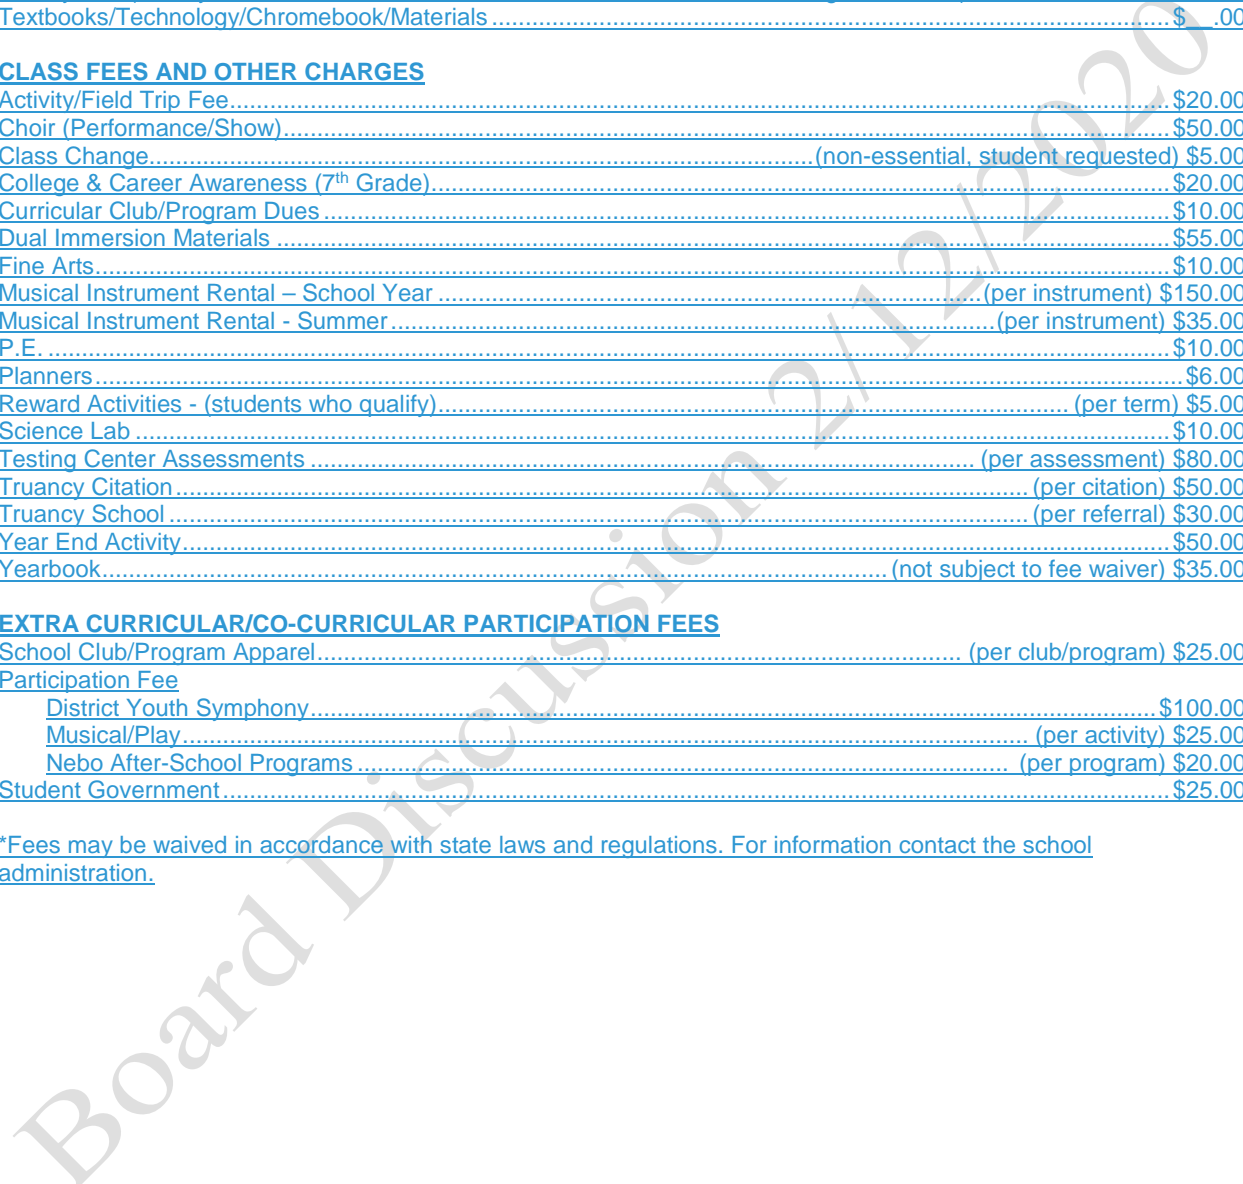 Textbooks/Technology/Chromebook/Materials ........ $__.00
CLASS FEES AND OTHER CHARGES
Activity/Field Trip Fee........ $20.00
Choir (Performance/Show)........ $50.00
Class Change........(non-essential, student requested) $5.00
College & Career Awareness (7th Grade)........ $20.00
Curricular Club/Program Dues ........ $10.00
Dual Immersion Materials ........ $55.00
Fine Arts........ $10.00
Musical Instrument Rental – School Year ........(per instrument) $150.00
Musical Instrument Rental - Summer........(per instrument) $35.00
P.E. ........ $10.00
Planners........ $6.00
Reward Activities - (students who qualify)........ (per term) $5.00
Science Lab ........ $10.00
Testing Center Assessments ........ (per assessment) $80.00
Truancy Citation........ (per citation) $50.00
Truancy School ........ (per referral) $30.00
Year End Activity........ $50.00
Yearbook........ (not subject to fee waiver) $35.00
EXTRA CURRICULAR/CO-CURRICULAR PARTICIPATION FEES
School Club/Program Apparel........ (per club/program) $25.00
Participation Fee
District Youth Symphony........ $100.00
Musical/Play........ (per activity) $25.00
Nebo After-School Programs ........ (per program) $20.00
Student Government........ $25.00
*Fees may be waived in accordance with state laws and regulations. For information contact the school
administration.
Board Discussion 2/12/2020